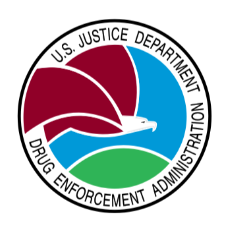 U.S. JUSTICE DEPARTMENT
DRUG ENFORCEMENT ADMINISTRATION